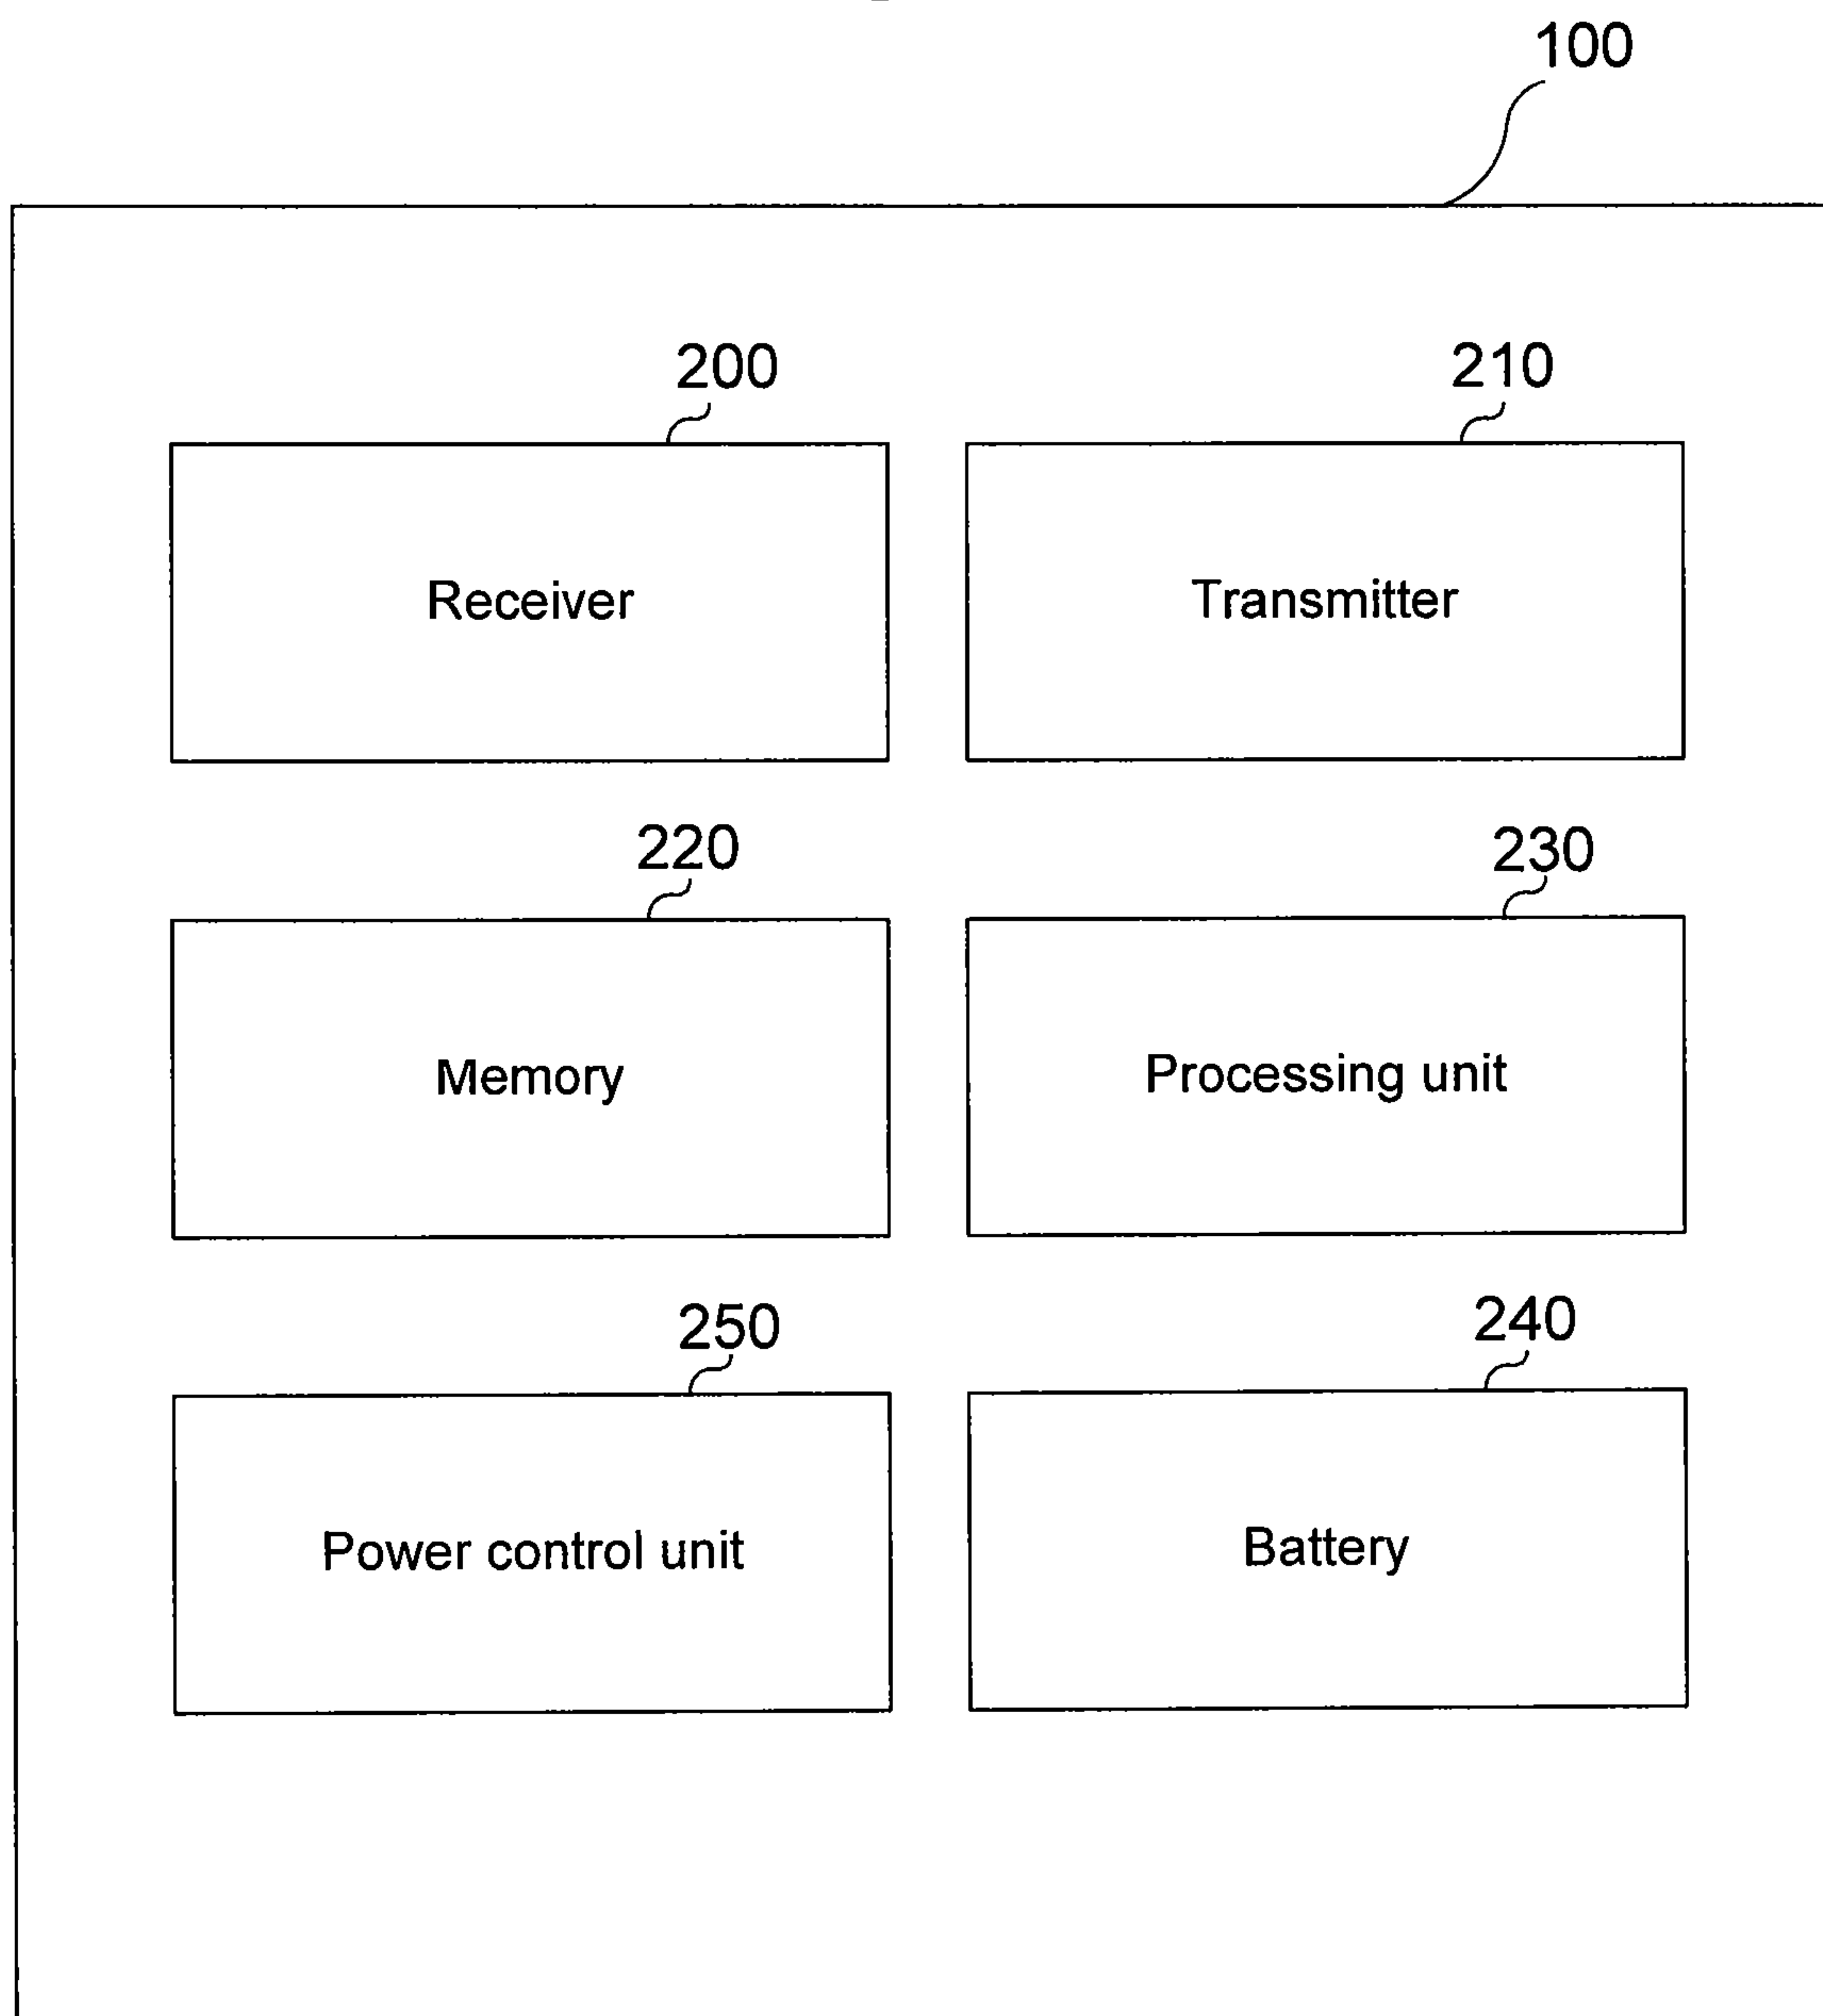 100
200
210
Receiver
Transmitter
220
230
Memory
Processing unit
250
240
Power control unit
Battery